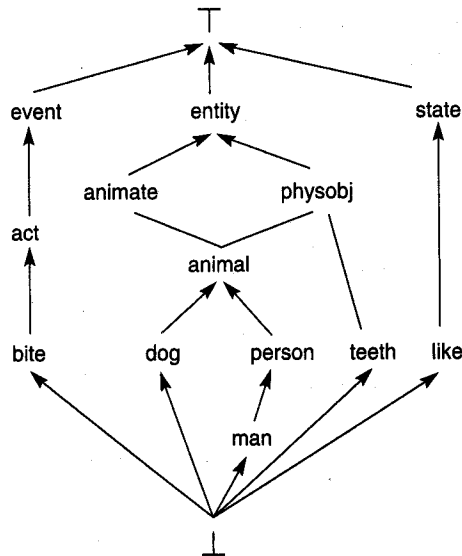 ⊤
event entity state
animate physobj
act
animal
bite dog person teeth like
man
⊥